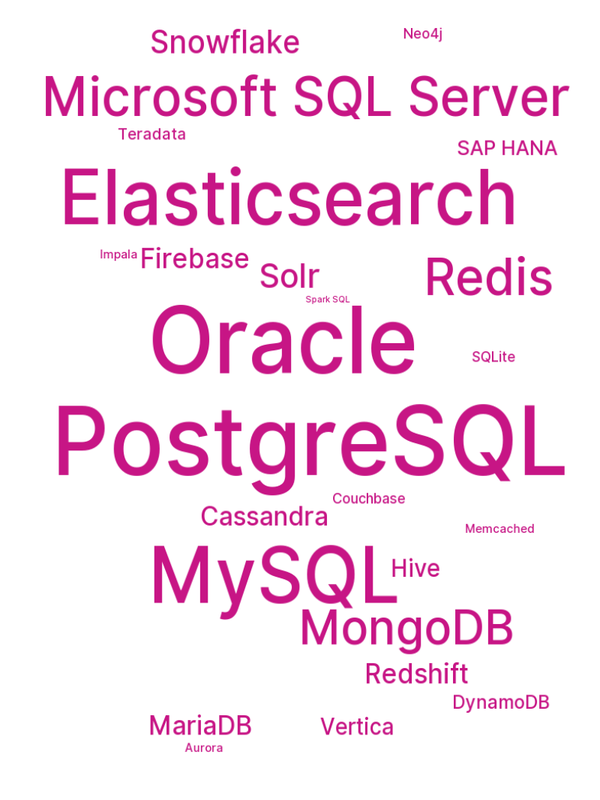 Snowflake
Neo4j
Microsoft SQL Server
Teradata
SAP HANA
Elasticsearch
Impala
Firebase
Solr
Redis
Spark SQL
Oracle
SQLite
PostgreSQL
Couchbase
Cassandra
Memcached
MySQL
Hive
MongoDB
Redshift
DynamoDB
MariaDB
Vertica
Aurora